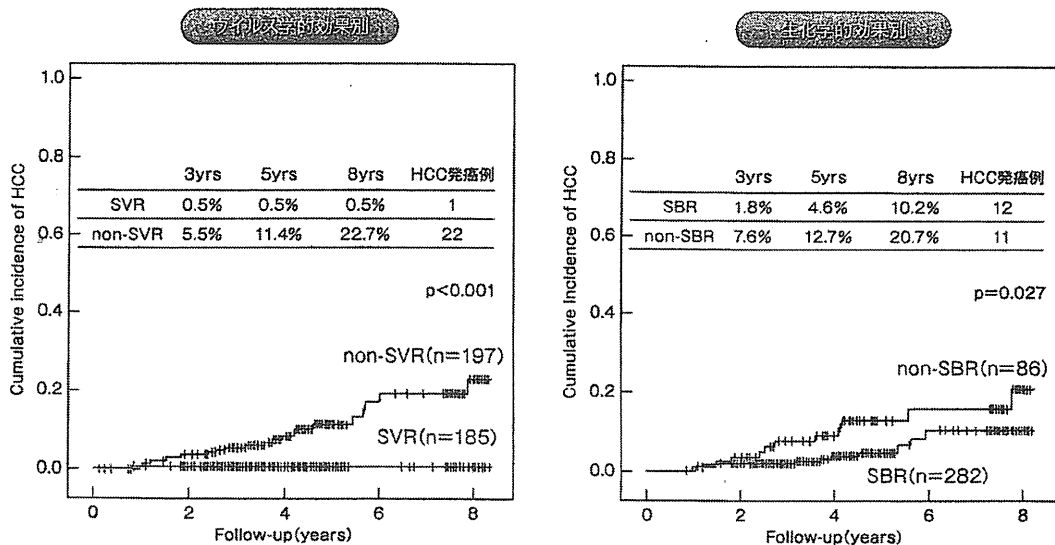 ウイルス学的効果別
1.0
0.8
0.6
0.4
0.2
0.0
Cumulative incidence of HCC
3yrs 5yrs 8yrs HCC発癌例
SVR 0.5% 0.5% 0.5% 1
non-SVR 5.5% 11.4% 22.7% 22
p<0.001
non-SVR(n=197)
SVR(n=185)
0 2 4 6 8
Follow-up(years)
生化学的効果別
1.0
0.8
0.6
0.4
0.2
0.0
Cumulative incidence of HCC
3yrs 5yrs 8yrs HCC発癌例
SBR 1.8% 4.6% 10.2% 12
non-SBR 7.6% 12.7% 20.7% 11
p=0.027
non-SBR(n=86)
SBR(n=282)
0 2 4 6 8
Follow-up(years)